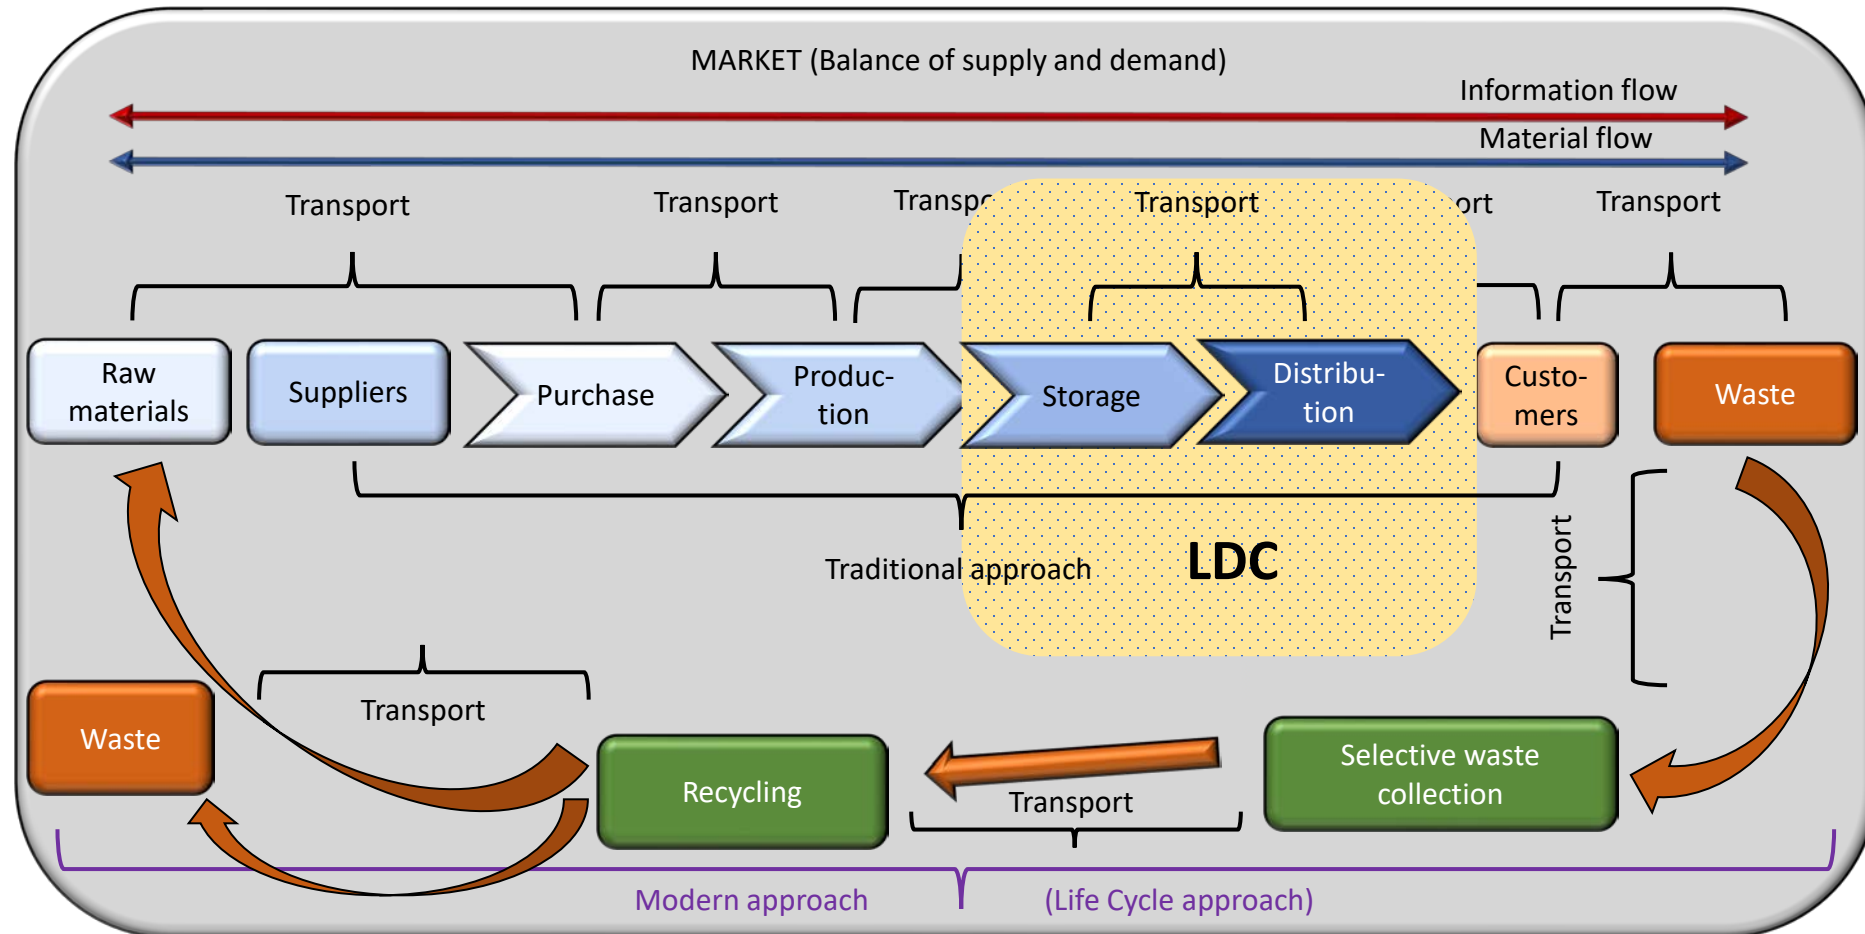 MARKET (Balance of supply and demand)
Information flow
Material flow
Transport
Transport
Transpo
Transport
ort
Transport
Raw
materials
Suppliers
Purchase
Produc-
tion
Storage
Distribu-
tion
Custo-
mers
Waste
Traditional approach
LDC
Transport
Transport
Waste
Recycling
Transport
Selective waste
collection
Modern approach
(Life Cycle approach)